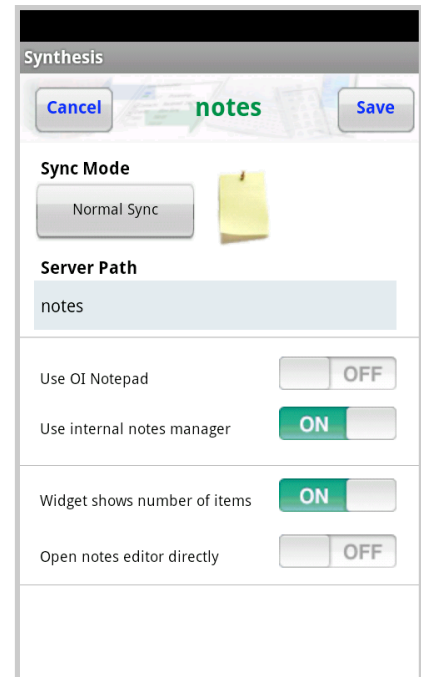 Synthesis
Cancel notes Save
Sync Mode
Normal Sync
Server Path
notes
Use OI Notepad OFF
Use internal notes manager ON
Widget shows number of items ON
Open notes editor directly OFF